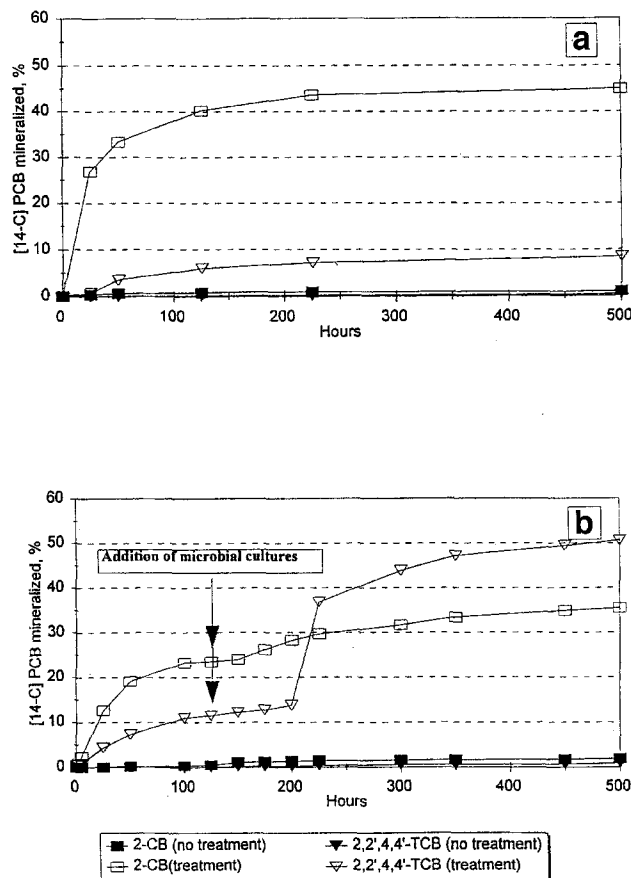 60
a
50
40
30
20
10
0
[14-C] PCB mineralized, %
0 100 200 300 400 500
Hours
60
b
50
Addition of microbial cultures
40
30
20
10
0
[14-C] PCB mineralized, %
0 100 200 300 400 500
Hours
2-CB (no treatment) 2,2',4,4'-TCB (no treatment)
2-CB(treatment) 2,2',4,4'-TCB (treatment)